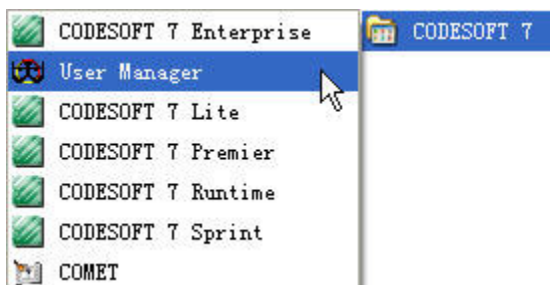 CODESOFT 7 Enterprise
CODESOFT 7
User Manager
CODESOFT 7 Lite
CODESOFT 7 Premier
CODESOFT 7 Runtime
CODESOFT 7 Sprint
COMET